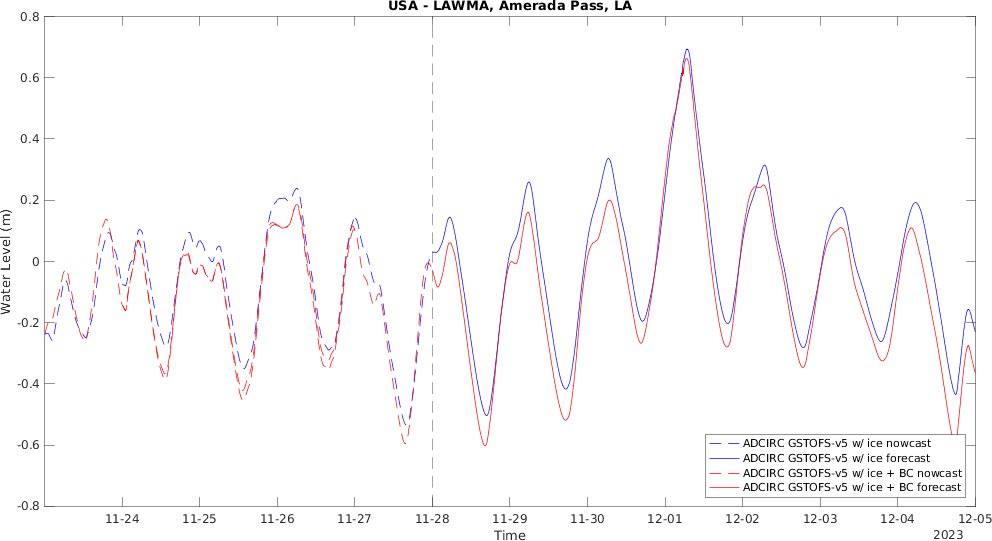 USA - LAWMA, Amerada Pass, LA
0.8
0.6
0.4
0.2
0
-0.2
-0.4
-0.6
-0.8
Water Level (m)
ADCIRC GSTOFS-v5 w/ ice nowcast
ADCIRC GSTOFS-v5 w/ ice forecast
ADCIRC GSTOFS-v5 w/ ice + BC nowcast
ADCIRC GSTOFS-v5 w/ ice + BC forecast
11-24 11-25 11-26 11-27 11-28 11-29 11-30 12-01 12-02 12-03 12-04 12-05
Time 2023